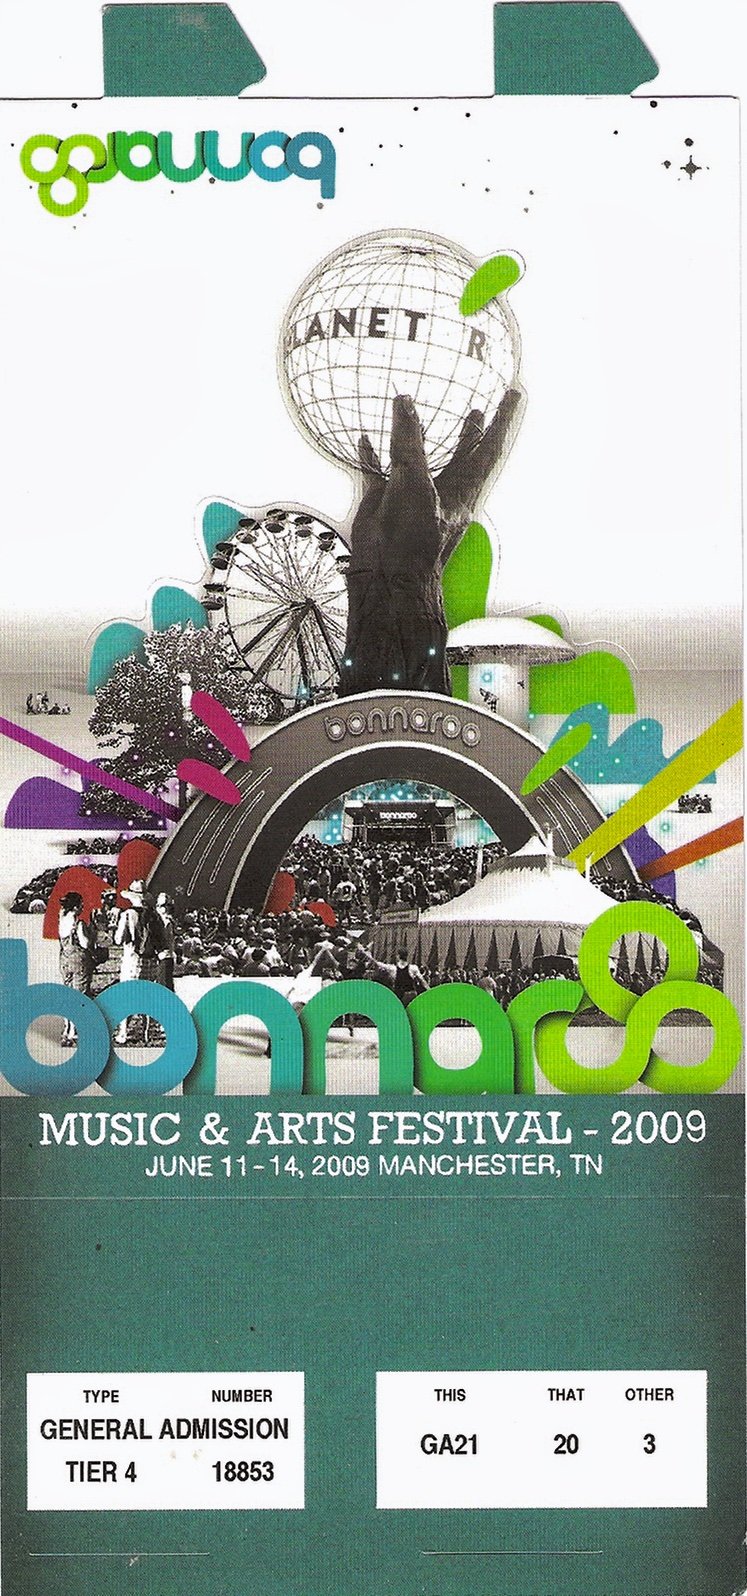 bonnaroo
PLANET R
bonnaroo
bonnaroo
bonnaroo
MUSIC & ARTS FESTIVAL - 2009
JUNE 11-14, 2009 MANCHESTER, TN
TYPE NUMBER
GENERAL ADMISSION
TIER 4 18853
THIS THAT OTHER
GA21 20 3